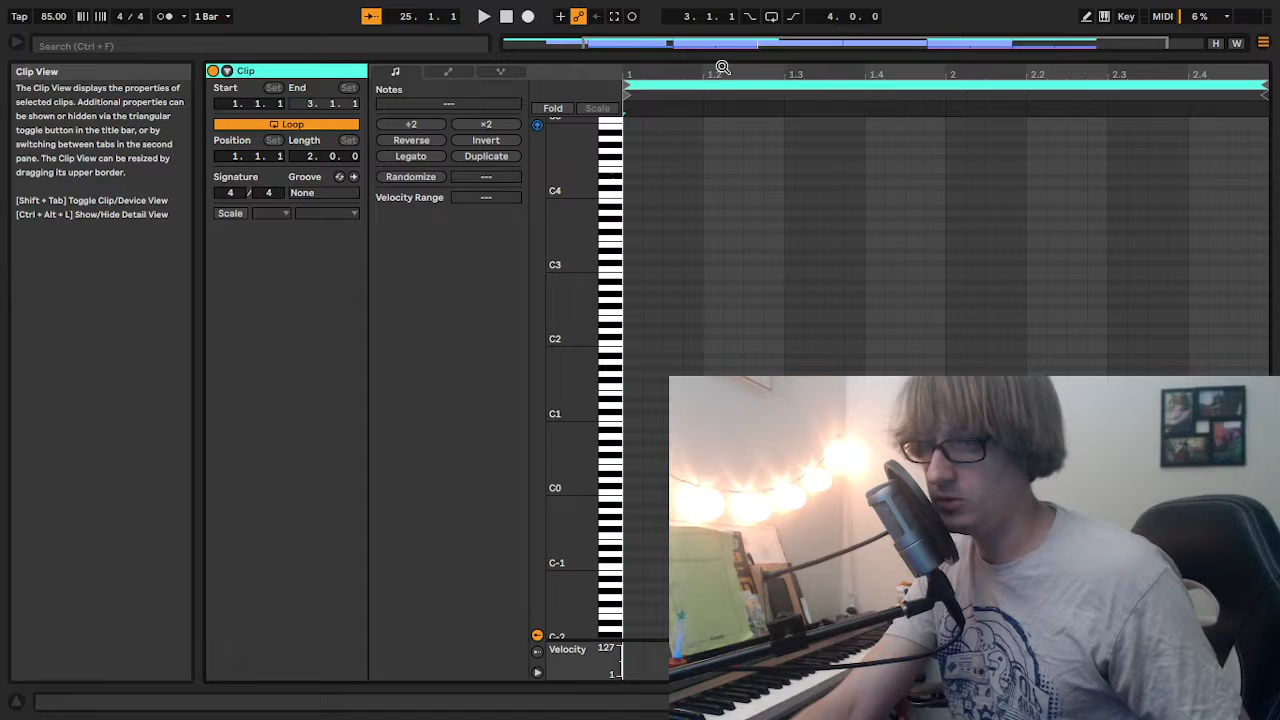 Tap 85.00 4 / 4 1 Bar 25. 1. 1 3. 1. 1 4. 0. 0 Key MIDI 6 %
Search (Ctrl + F) H W
Clip View
The Clip View displays the properties of
selected clips. Additional properties can
be shown or hidden via the triangular
toggle button in the title bar, or by
switching between tabs in the second
pane. The Clip View can be resized by
dragging its upper border.
[Shift + Tab] Toggle Clip/Device View
[Ctrl + Alt + L] Show/Hide Detail View
Clip
Start Set End Set
1. 1. 1 3. 1. 1
Loop
Position Set Length Set
1. 1. 1 2. 0. 0
Signature Groove
4 / 4 None
Scale
Notes
---
÷2 ×2
Reverse Invert
Legato Duplicate
Randomize ---
Velocity Range ---
Fold Scale
1 1.2 1.3 1.4 2 2.2 2.3 2.4
C4
C3
C2
C1
C0
C-1
C-2
Velocity 127
1